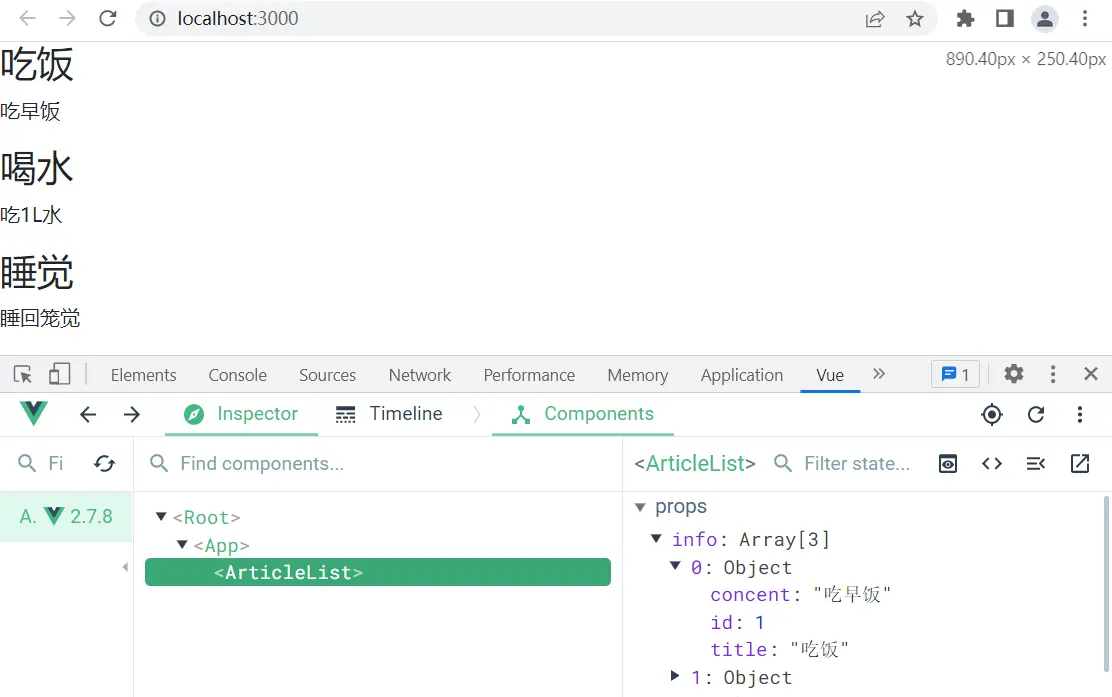 localhost:3000
吃饭
890.40px × 250.40px
吃早饭
喝水
吃1L水
睡觉
睡回笼觉
Elements Console Sources Network Performance Memory Application Vue » 1
Inspector Timeline Components
Fi Find components... <ArticleList> Filter state...
A. 2.7.8
<Root>
<App>
<ArticleList>
props
info: Array[3]
0: Object
concent: "吃早饭"
id: 1
title: "吃饭"
1: Object